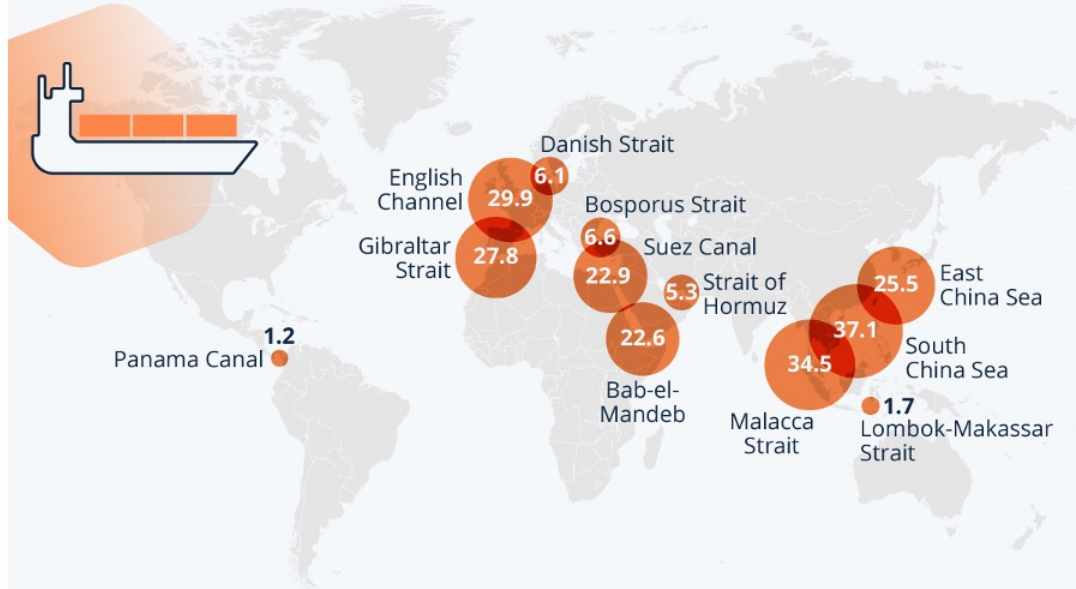 Danish Strait
6.1
English
Channel
29.9
Bosporus Strait
6.6
Gibraltar
Strait
27.8
Suez Canal
22.9
Strait of
Hormuz
5.3
East
China Sea
25.5
1.2
Panama Canal
22.6
Bab-el-
Mandeb
37.1
South
China Sea
34.5
Malacca
Strait
1.7
Lombok-Makassar
Strait